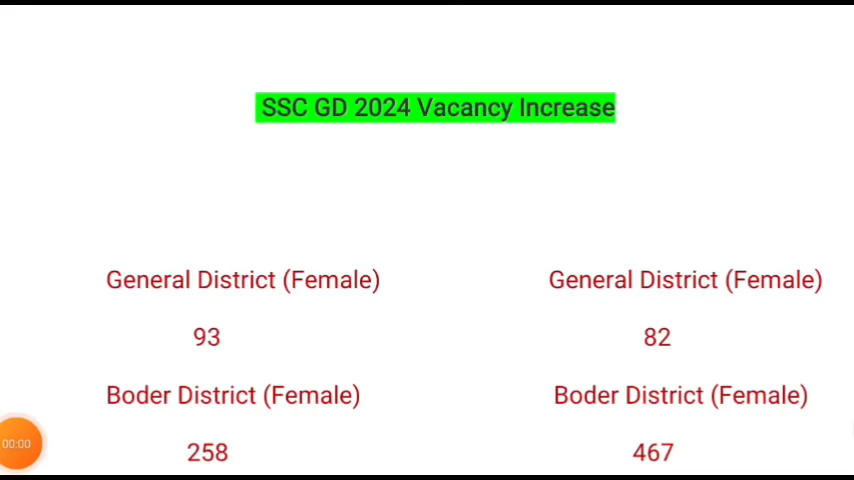 SSC GD 2024 Vacancy Increase
General District (Female) General District (Female)
93 82
Boder District (Female) Boder District (Female)
258 467
00:00